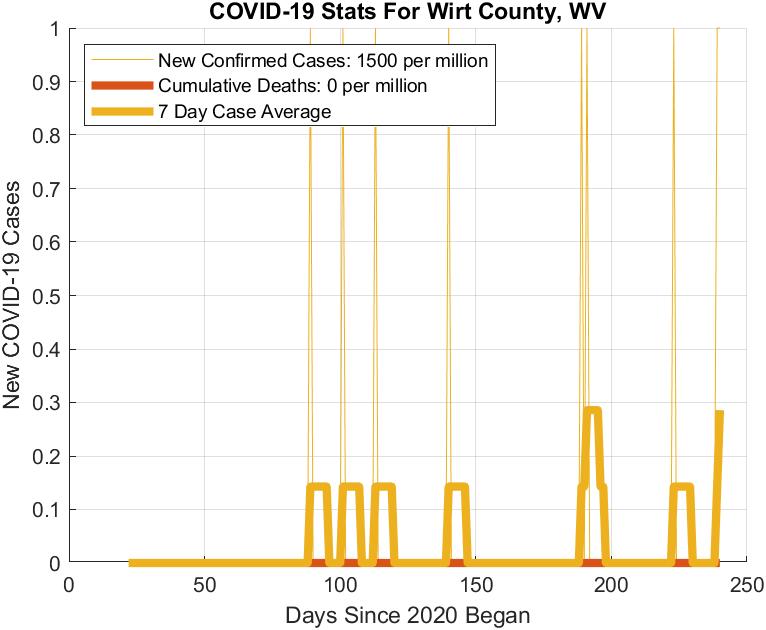 COVID-19 Stats For Wirt County, WV
New Confirmed Cases: 1500 per million
Cumulative Deaths: 0 per million
7 Day Case Average
New COVID-19 Cases
1
0.9
0.8
0.7
0.6
0.5
0.4
0.3
0.2
0.1
0
0 50 100 150 200 250
Days Since 2020 Began